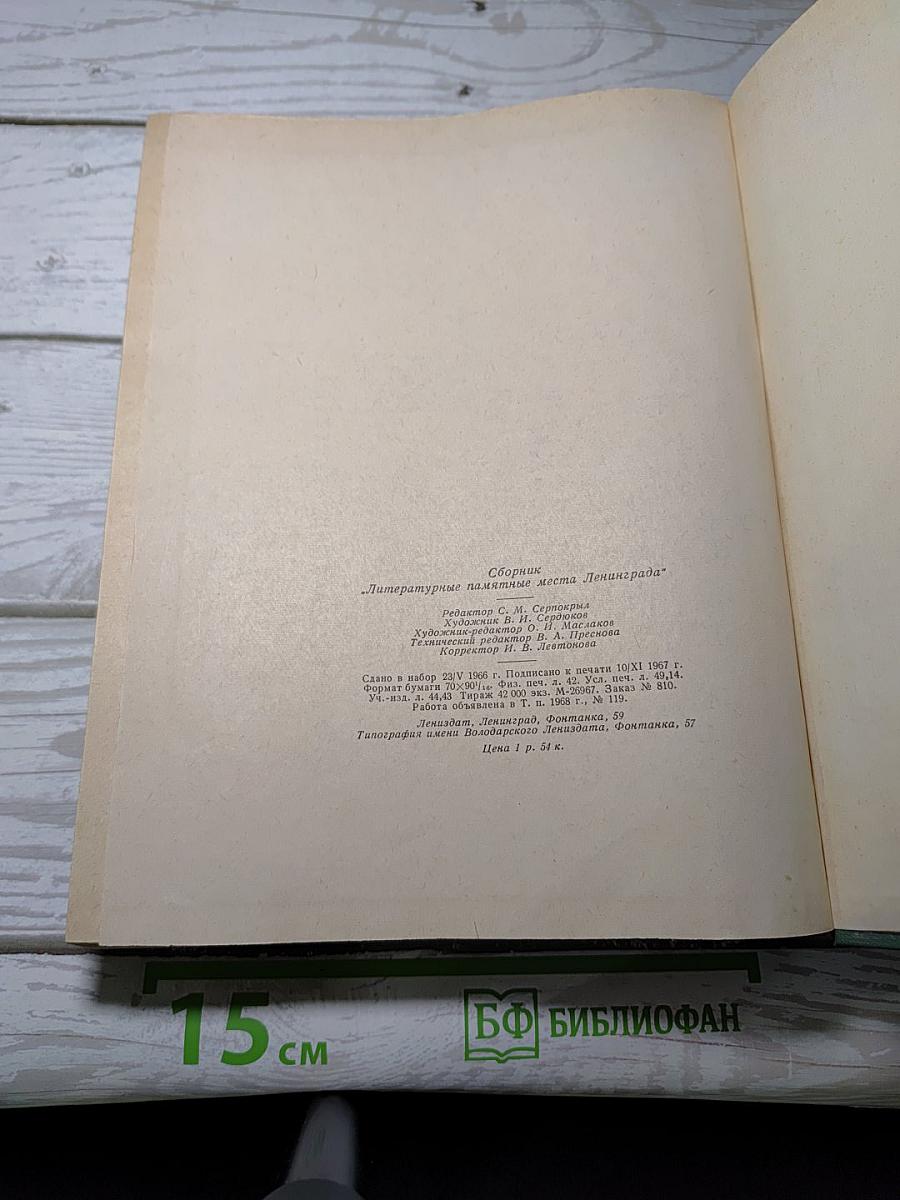 Сборник
„Литературные памятные места Ленинграда"
Редактор С. М. Серпокрыл
Художник В. И. Сердюков
Художник-редактор О. И. Маслаков
Технический редактор В. А. Преснова
Корректор И. В. Левтонова
Сдано в набор 23/V 1966 г. Подписано к печати 10/XI 1967 г.
Формат бумаги 70×90¹/₁₆. Физ. печ. л. 42. Усл. печ. л. 49,14.
Уч.-изд. л. 44,43 Тираж 42 000 экз. М-26967. Заказ № 810.
Работа объявлена в Т. п. 1968 г., № 119.
Лениздат, Ленинград, Фонтанка, 59
Типография имени Володарского Лениздата, Фонтанка, 57
Цена 1 р. 54 к.
15 см
БФ БИБЛИОФАН